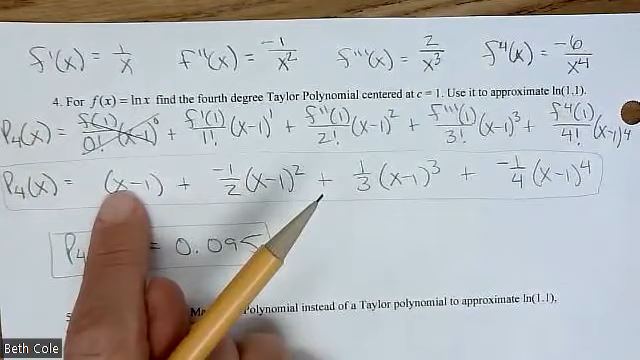 f'(x) = 1/x f''(x) = -1/x² f'''(x) = 2/x³ f⁴(x) = -6/x⁴
4. For f(x) = ln x find the fourth degree Taylor Polynomial centered at c = 1. Use it to approximate ln(1.1).
P₄(x) = f(1)/0! (x-1)⁰ + f'(1)/1! (x-1)¹ + f''(1)/2! (x-1)² + f'''(1)/3! (x-1)³ + f⁴(1)/4! (x-1)⁴
P₄(x) = (x-1) + -1/2 (x-1)² + 1/3 (x-1)³ + -1/4 (x-1)⁴
P₄ = 0.095
Polynomial instead of a Taylor polynomial to approximate ln(1.1),
Beth Cole